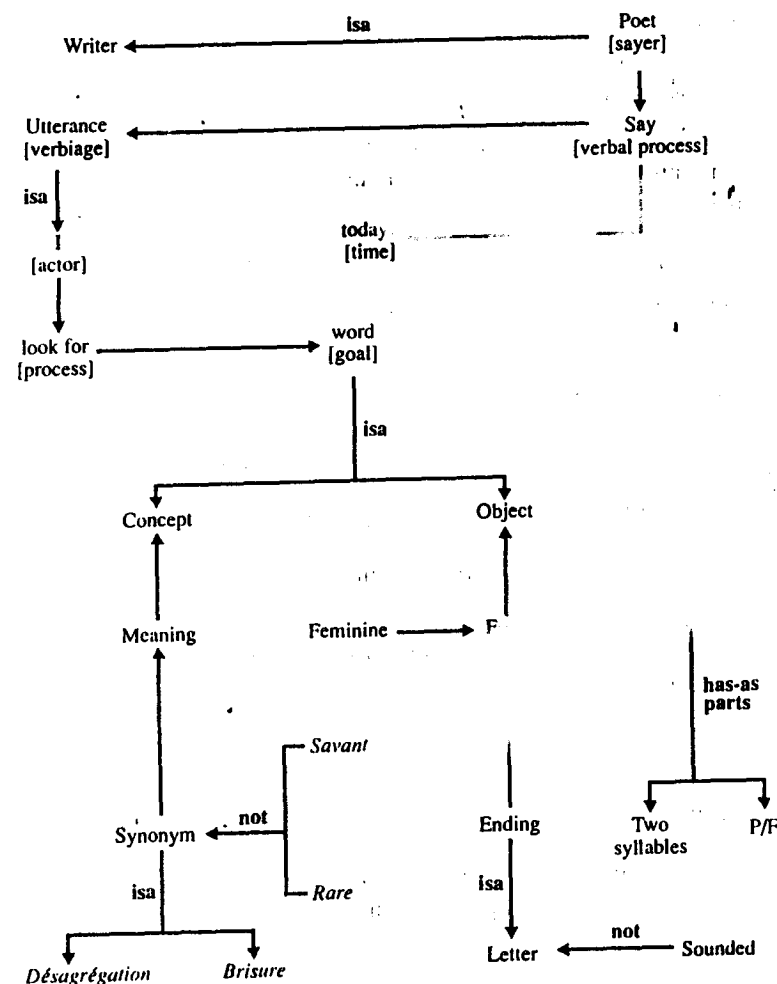 isa
Writer
Poet
[sayer]
Utterance
[verbiage]
Say
[verbal process]
isa
today
[time]
I
[actor]
look for
[process]
word
[goal]
isa
Concept
Object
Meaning
Feminine
F
has-as
parts
Savant
Synonym
not
Ending
Two
syllables
P/F
isa
Rare
isa
Désagrégation
Brisure
Letter
not
Sounded